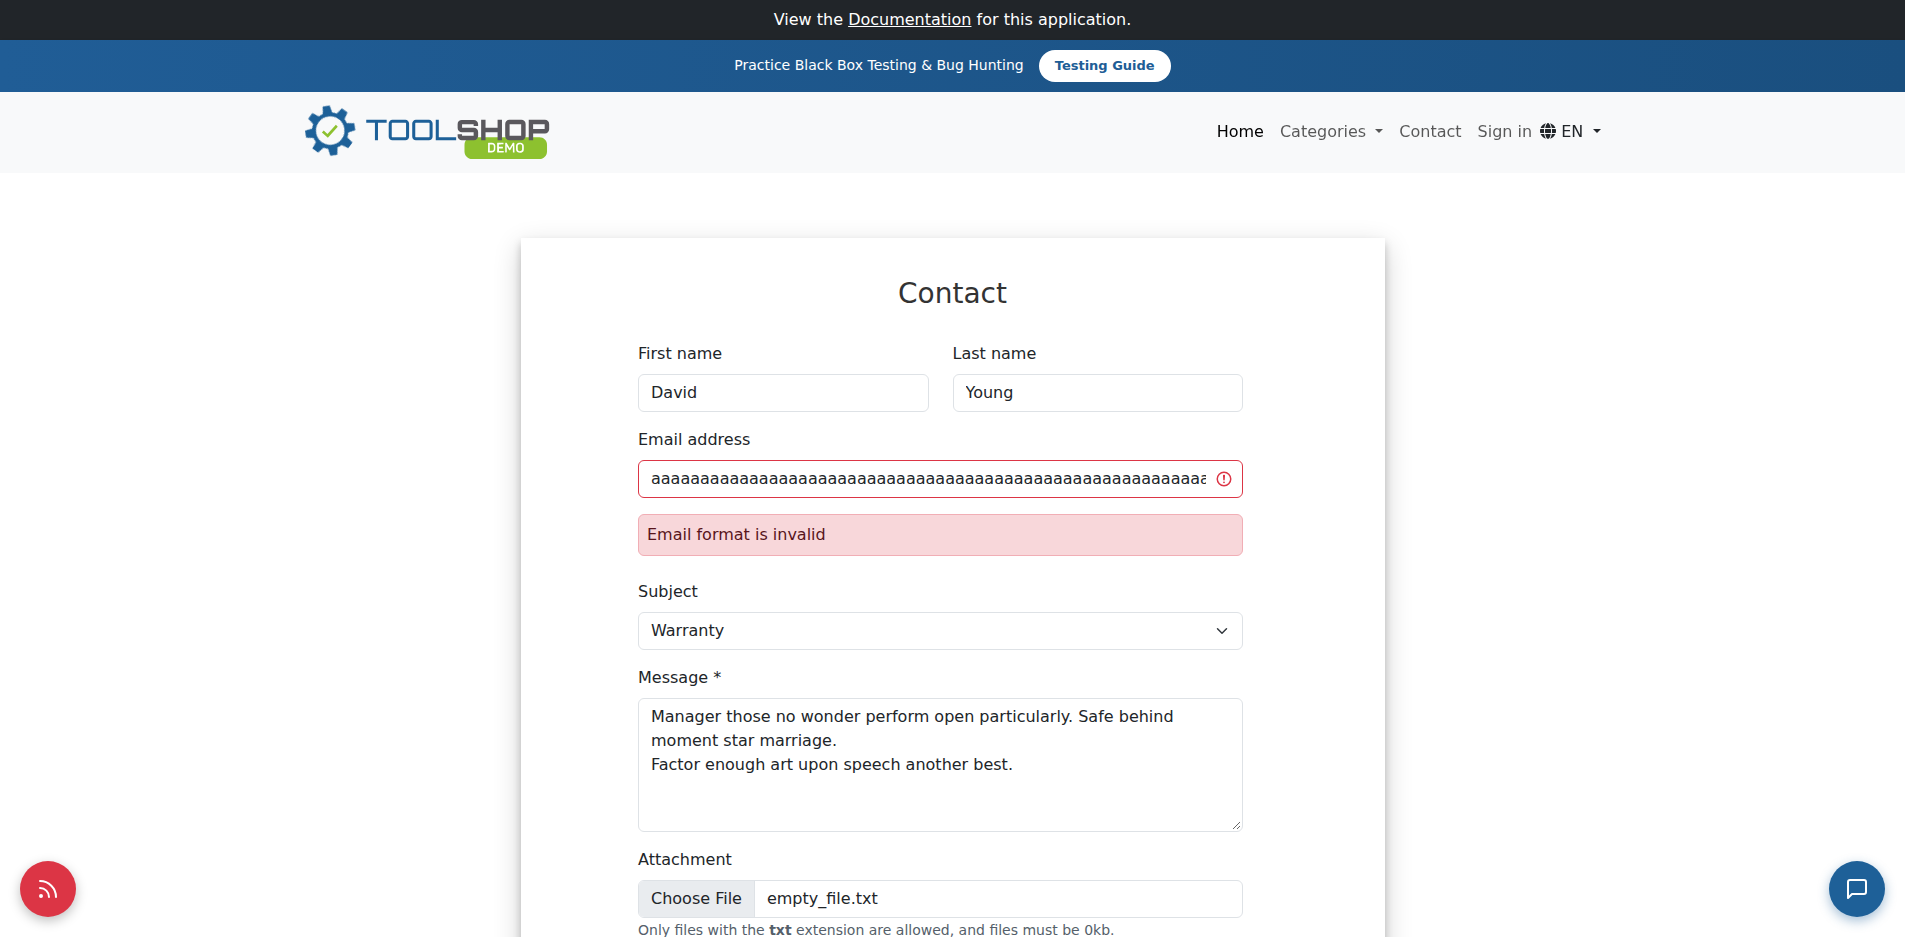 View the Documentation for this application.
Practice Black Box Testing & Bug Hunting Testing Guide
TOOLSHOP
DEMO
Home Categories Contact Sign in EN
Contact
First name Last name
David Young
Email address
aaaaaaaaaaaaaaaaaaaaaaaaaaaaaaaaaaaaaaaaaaaaaaaaaaaaaaaaa
Email format is invalid
Subject
Warranty
Message *
Manager those no wonder perform open particularly. Safe behind
moment star marriage.
Factor enough art upon speech another best.
Attachment
Choose File empty_file.txt
Only files with the txt extension are allowed, and files must be 0kb.